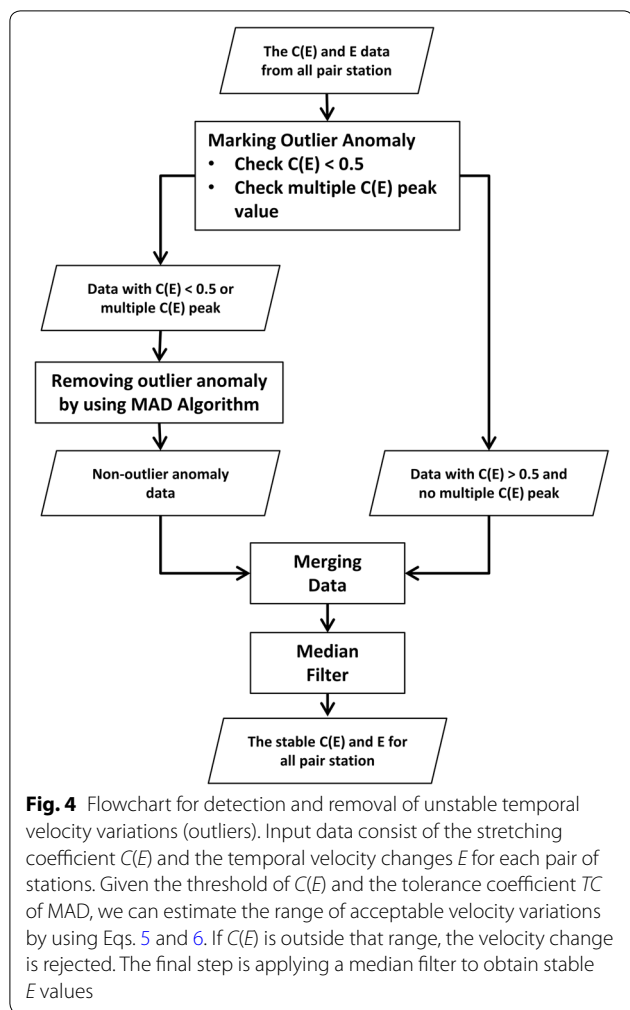 The C(E) and E data
from all pair station
Marking Outlier Anomaly
• Check C(E) < 0.5
• Check multiple C(E) peak
value
Data with C(E) < 0.5 or
multiple C(E) peak
Removing outlier anomaly
by using MAD Algorithm
Non-outlier anomaly
data
Data with C(E) > 0.5 and
no multiple C(E) peak
Merging
Data
Median
Filter
The stable C(E) and E for
all pair station
Fig. 4 Flowchart for detection and removal of unstable temporal
velocity variations (outliers). Input data consist of the stretching
coefficient C(E) and the temporal velocity changes E for each pair of
stations. Given the threshold of C(E) and the tolerance coefficient TC
of MAD, we can estimate the range of acceptable velocity variations
by using Eqs. 5 and 6. If C(E) is outside that range, the velocity change
is rejected. The final step is applying a median filter to obtain stable
E values